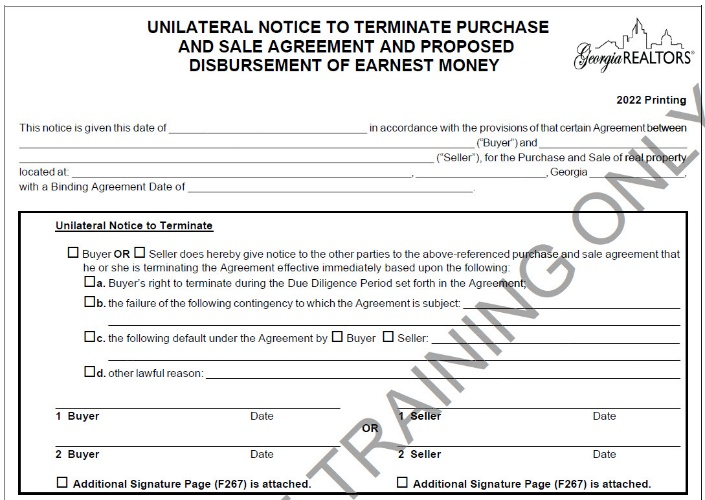 UNILATERAL NOTICE TO TERMINATE PURCHASE
AND SALE AGREEMENT AND PROPOSED
DISBURSEMENT OF EARNEST MONEY
Georgia REALTORS®
2022 Printing
This notice is given this date of ______________________ in accordance with the provisions of that certain Agreement between
______________________ ("Buyer") and ______________________
______________________ ("Seller"), for the Purchase and Sale of real property
located at: ______________________, ______________________, Georgia ____________,
with a Binding Agreement Date of ______________________.
Unilateral Notice to Terminate
☐ Buyer OR ☐ Seller does hereby give notice to the other parties to the above-referenced purchase and sale agreement that
he or she is terminating the Agreement effective immediately based upon the following:
☐ a. Buyer's right to terminate during the Due Diligence Period set forth in the Agreement;
☐ b. the failure of the following contingency to which the Agreement is subject: ______________________
☐ c. the following default under the Agreement by ☐ Buyer ☐ Seller: ______________________
☐ d. other lawful reason: ______________________
1 Buyer Date 1 Seller Date
OR
2 Buyer Date 2 Seller Date
☐ Additional Signature Page (F267) is attached. ☐ Additional Signature Page (F267) is attached.
TRAINING ONLY